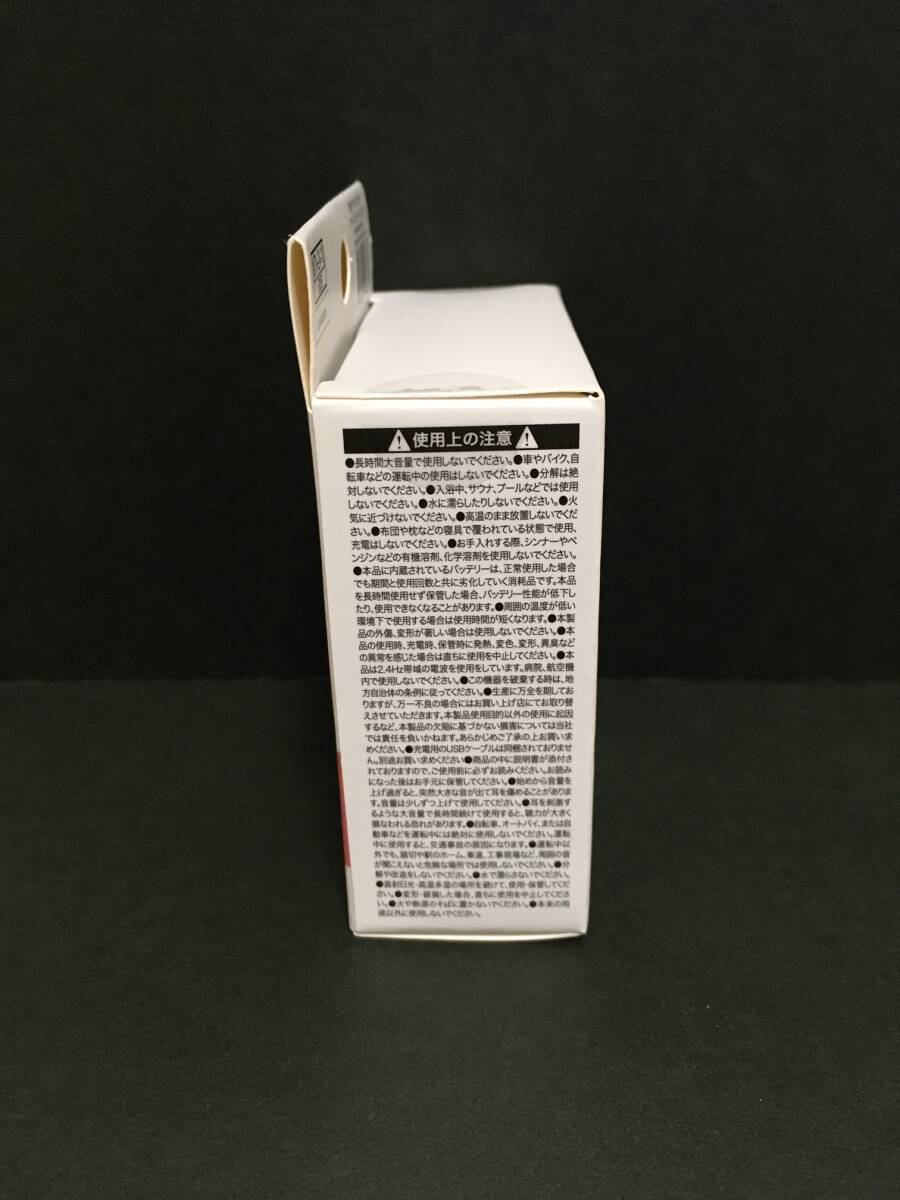 使用上の注意
●長時間大音量で使用しないでください。●車やバイク、自
転車などの運転中の使用はしないでください。●分解は絶
対しないでください。●入浴中、サウナ、プールなどでは使用
しないでください。●水に濡らしたりしないでください。●火
気に近づけないでください。●高温のまま放置しないでくだ
さい。●布団や枕などの寝具で覆われている状態で使用、
充電はしないでください。●お手入れする際、シンナーやベ
ンジンなどの有機溶剤、化学溶剤を使用しないでください。
●本品に内蔵されているバッテリーは、正常使用した場合
でも期間と使用回数と共に劣化していく消耗品です。本品
を長時間使用せず保管した場合、バッテリー性能が低下し
たり、使用できなくなることがあります。●周囲の温度が低い
環境下で使用する場合は使用時間が短くなります。●本製
品の外傷、変形が著しい場合は使用しないでください。●本
品の使用時、充電時、保管時に発熱、変色、変形、異臭など
の異常を感じた場合は直ちに使用を中止してください。●本
品は2.4Hz帯域の電波を使用をしています。病院、航空機
内で使用しないでください。●この機器を破棄する時は、地
方自治体の条例に従ってください。●生産に万全を期してお
りますが、万一不良の場合にはお買い上げ店にてお取り替
えさせていただきます。本製品使用目的以外の使用に起因
するなど、本製品の欠陥に基づかない損害については当社
では責任を負いかねます。あらかじめご了承の上お買い求
めください。●充電用のUSBケーブルは同梱されておりませ
ん。別途お買い求めください●商品の中に説明書が添付さ
れておりますので、ご使用前に必ずお読みください。お読み
になった後はお手元に保管してください。●始めから音量を
上げ過ぎると、突然大きな音が出て耳を傷めることがありま
す。音量は少しずつ上げて使用してください。●耳を刺激す
るような大音量で長時間続けて使用すると、聴力が大きく
損なわれる恐れがあります。●自転車、オートバイ、または自
動車などを運転中には絶対に使用しないでください。運転
中に使用すると、交通事故の原因になります。●運転中以
外でも、踏切や駅のホーム、車道、工事現場など、周囲の音
が聞こえないと危険な場所では使用しないでください。●分
解や改造をしないでください。●水で濡らさないでください。
●直射日光・高温多湿の場所を避けて、使用・保管してくだ
さい。●変形・破損した場合、直ちに使用を中止してくださ
い。●火や熱源のそばに置かないでください。●本来の用
途以外に使用しないでください。